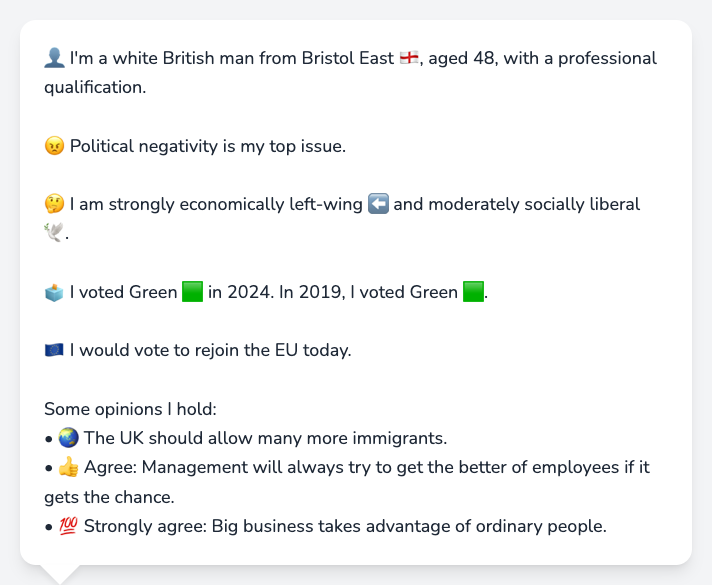 👤 I'm a white British man from Bristol East 🏴󠁧󠁢󠁥󠁮󠁧󠁿, aged 48, with a professional
qualification.
😠 Political negativity is my top issue.
🤔 I am strongly economically left-wing ⬅️ and moderately socially liberal
🕊️.
🗳️ I voted Green 🟩 in 2024. In 2019, I voted Green 🟩.
🇪🇺 I would vote to rejoin the EU today.
Some opinions I hold:
• 🌏 The UK should allow many more immigrants.
• 👍 Agree: Management will always try to get the better of employees if it
gets the chance.
• 💯 Strongly agree: Big business takes advantage of ordinary people.